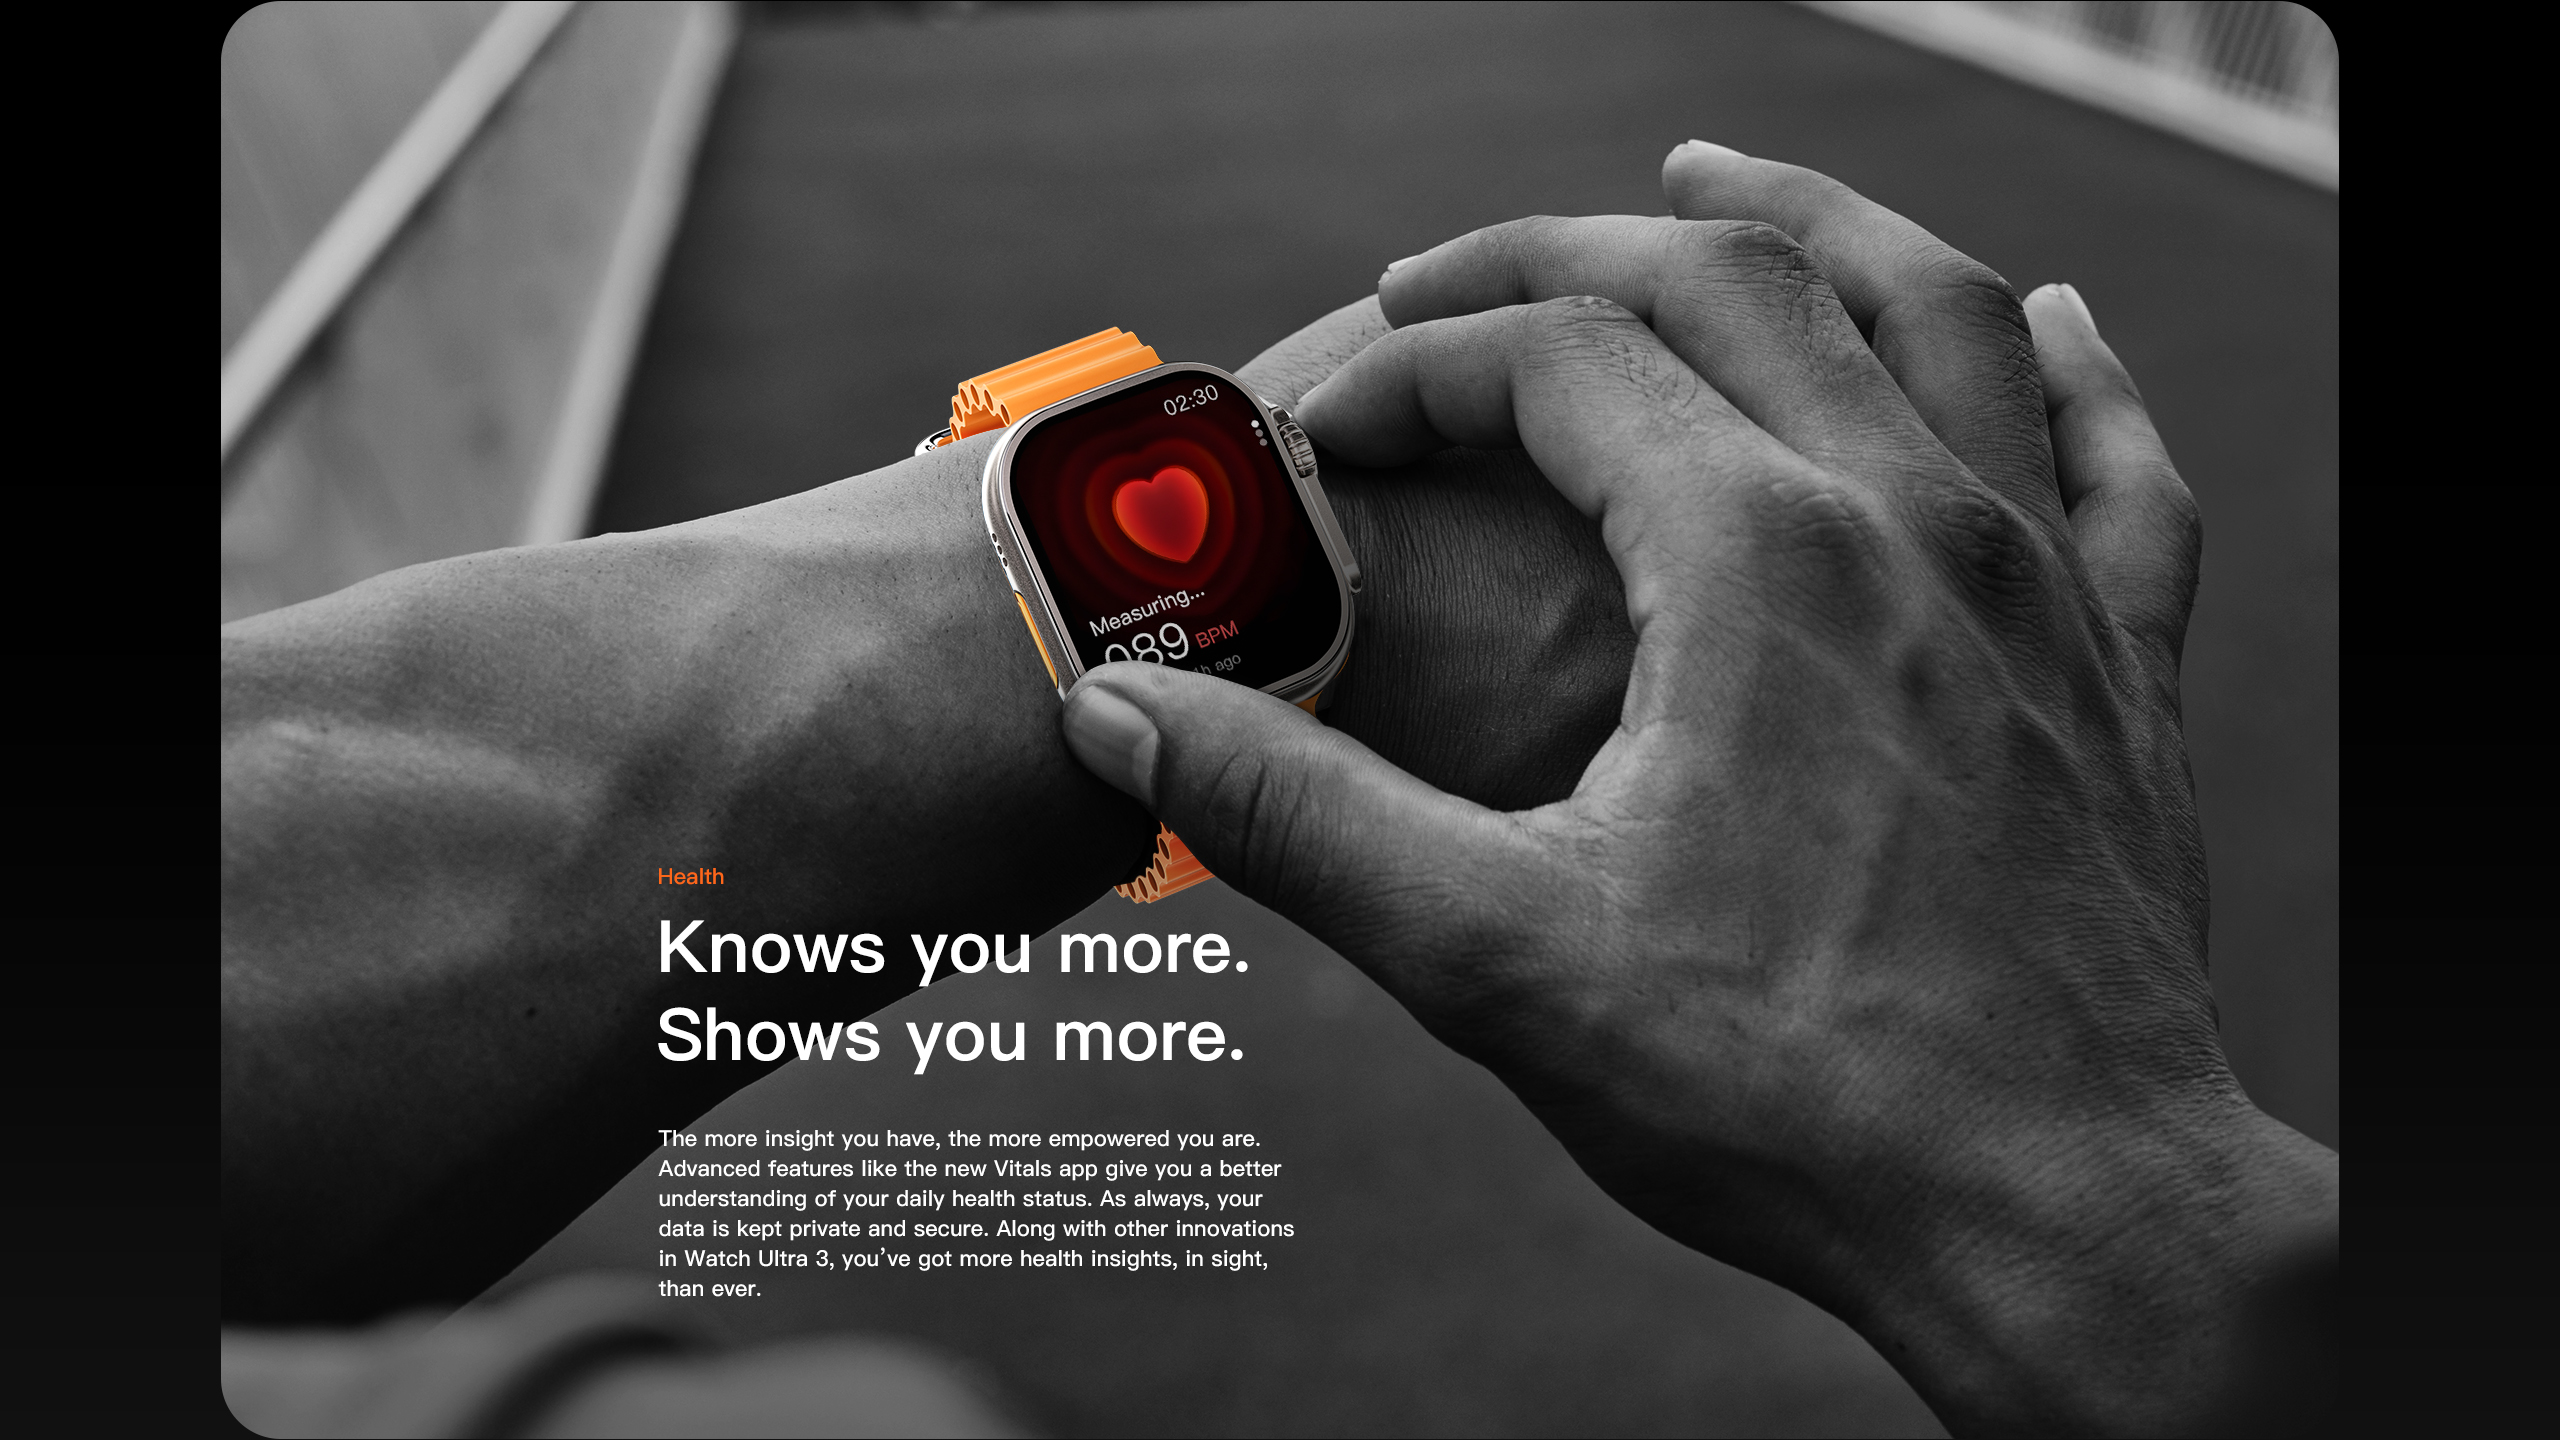 02:30
Measuring...
089 BPM
1h ago
Health
Knows you more.
Shows you more.
The more insight you have, the more empowered you are.
Advanced features like the new Vitals app give you a better
understanding of your daily health status. As always, your
data is kept private and secure. Along with other innovations
in Watch Ultra 3, you’ve got more health insights, in sight,
than ever.